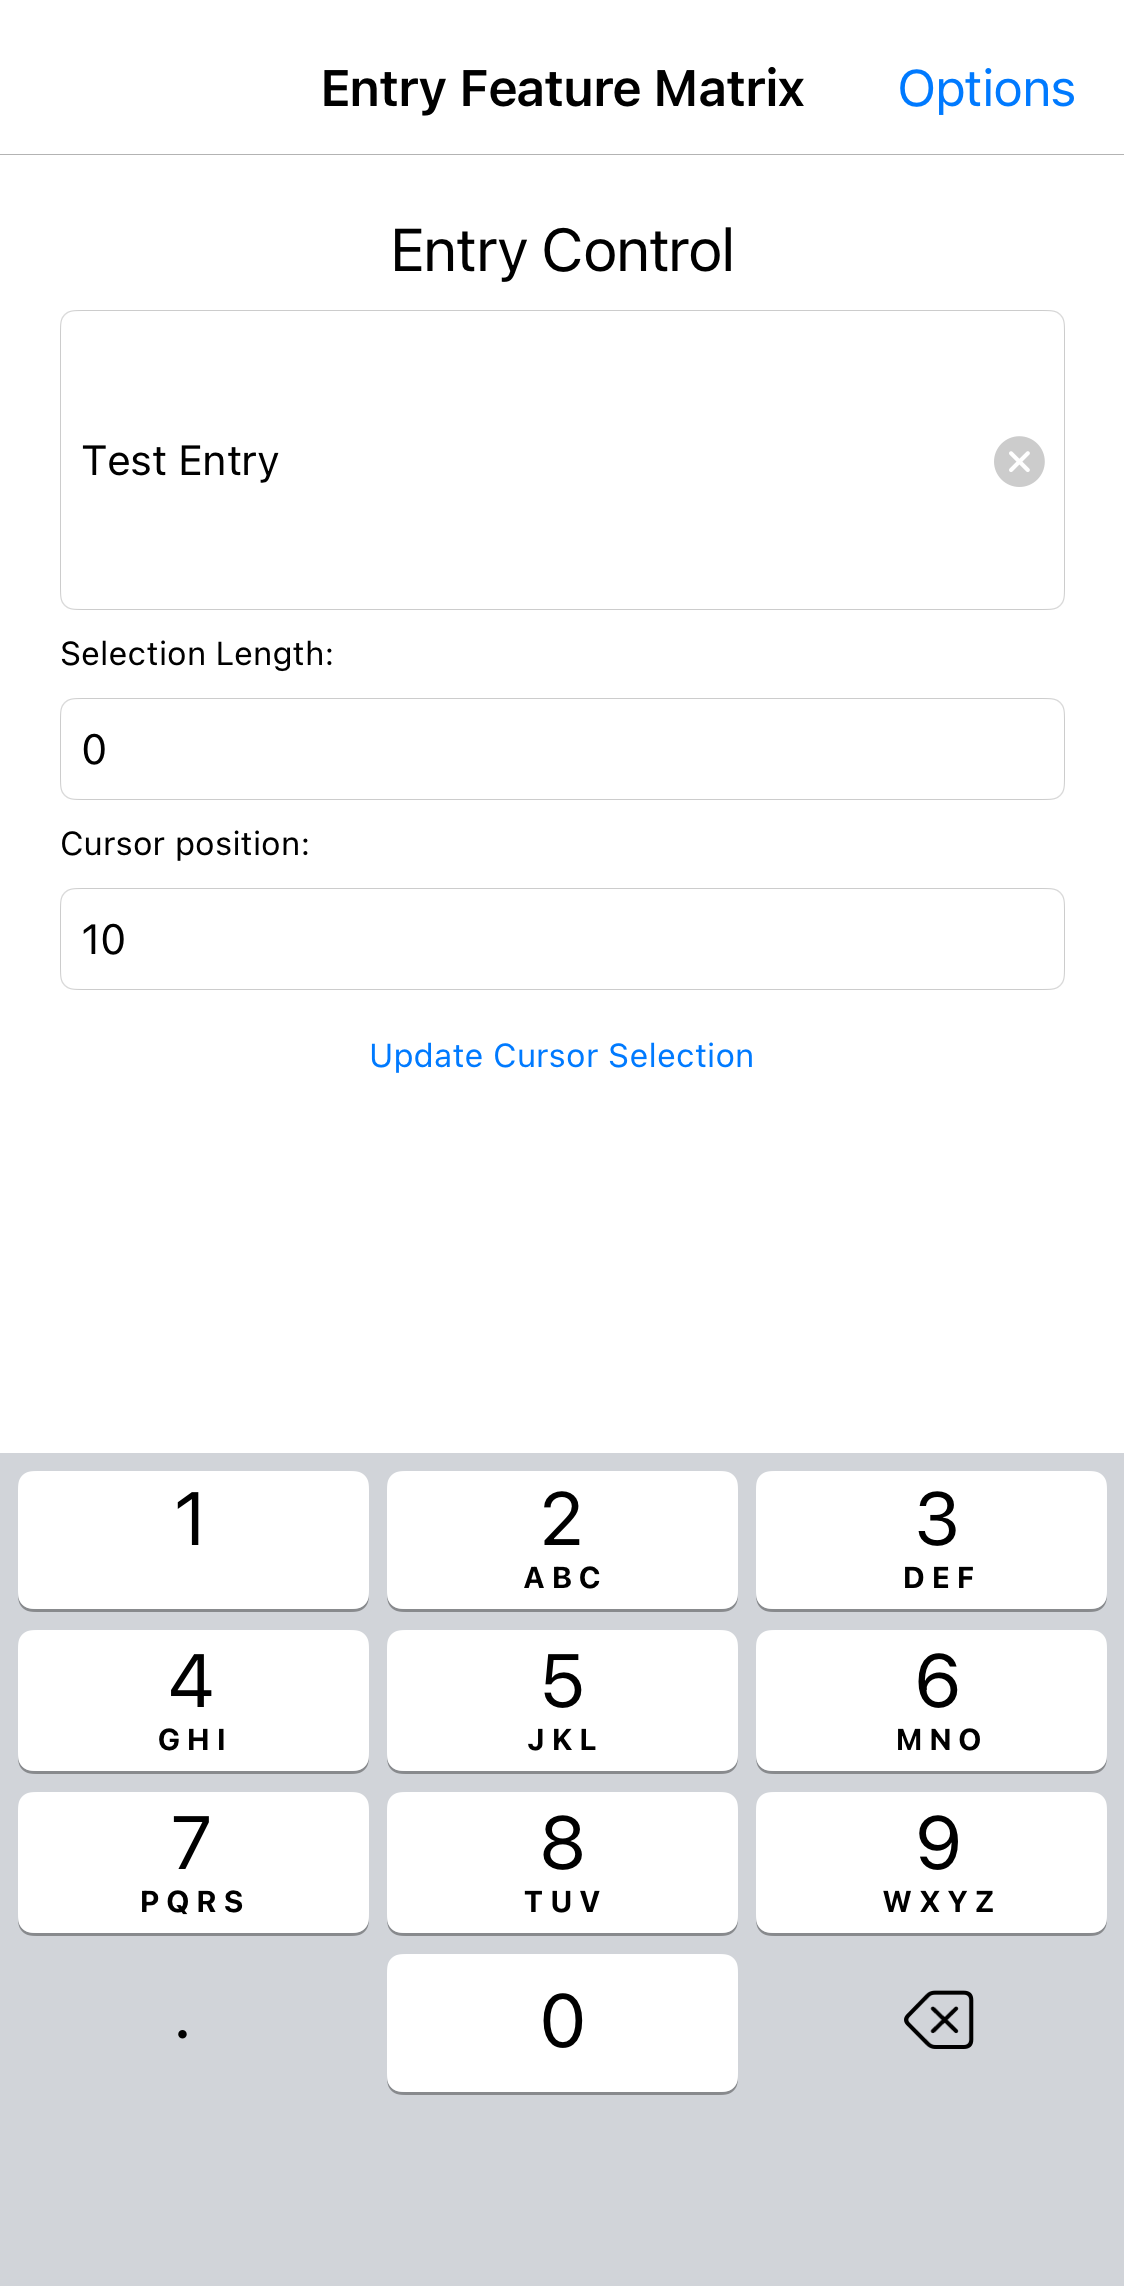 Entry Feature Matrix Options
Entry Control
Test Entry
Selection Length:
0
Cursor position:
10
Update Cursor Selection
1 2 3
ABC DEF
4 5 6
GHI JKL MNO
7 8 9
PQRS TUV WXYZ
. 0